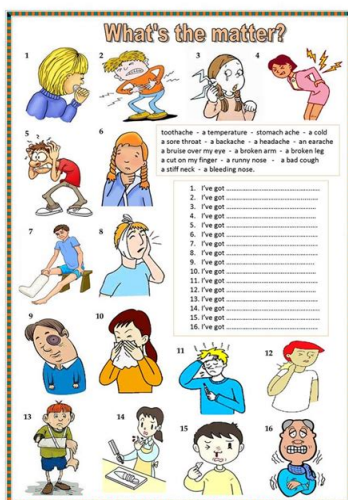 What's the matter?
1
2
3
4
5
6
toothache - a temperature - stomach ache - a cold
a sore throat - a backache - a headache - an earache
a bruise over my eye - a broken arm - a broken leg
a cut on my finger - a runny nose - a bad cough
a stiff neck - a bleeding nose.
7
8
1. I've got ........................................
2. I've got ........................................
3. I've got ........................................
4. I've got ........................................
5. I've got ........................................
6. I've got ........................................
7. I've got ........................................
8. I've got ........................................
9. I've got ........................................
10. I've got ........................................
11. I've got ........................................
12. I've got ........................................
13. I've got ........................................
14. I've got ........................................
15. I've got ........................................
16. I've got ........................................
9
10
11
12
13
14
15
16